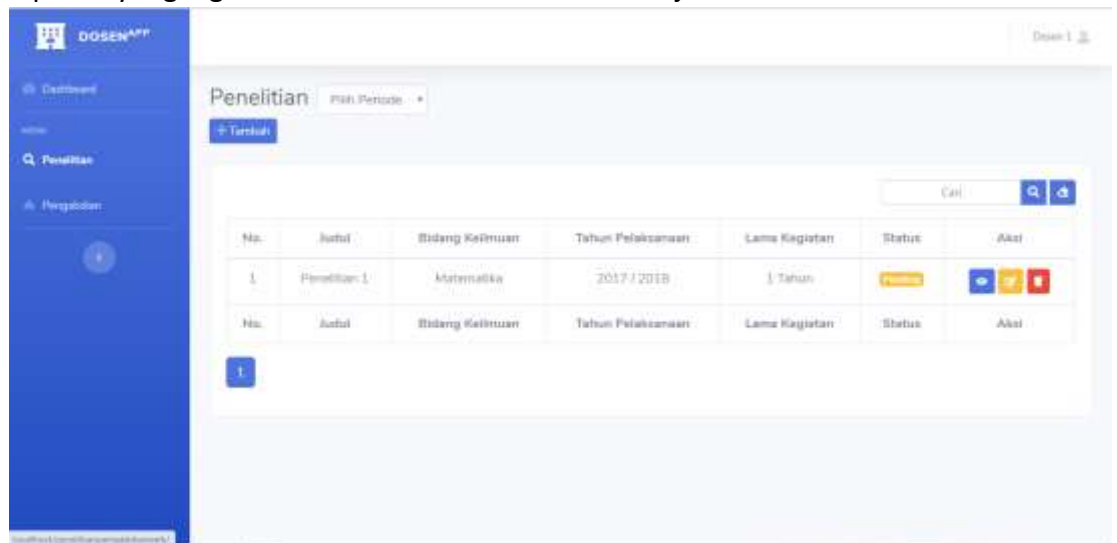 DOSENAPP
Dosen 1
Dashboard
Penelitian
Pilih Periode
+ Tambah
MENU
Penelitian
Pengabdian
Cari
No. Judul Bidang Keilmuan Tahun Pelaksanaan Lama Kegiatan Status Aksi
1 Penelitian 1 Matematika 2017 / 2018 1 Tahun Pending
No. Judul Bidang Keilmuan Tahun Pelaksanaan Lama Kegiatan Status Aksi
1